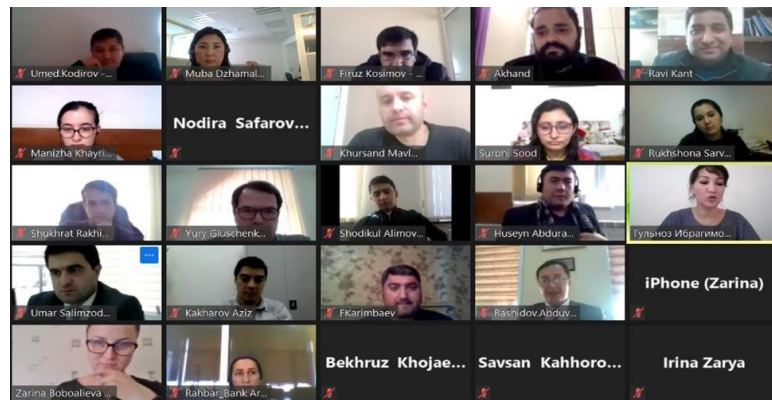 Umed.Kodirov -...
Muba Dzhamal...
Firuz Kosimov - ...
Akhand
Ravi Kant
Manizha Khayri...
Nodira Safarov...
Khursand Mavl...
Surbhi Sood
Rukhshona Sarv...
Shukhrat Rakhi...
Yury Gluschenk...
Shodikul Alimov...
Huseyn Abdura...
Гульноз Ибрагимо...
Umar Salimzod...
Kakharov Aziz
FKarimbaev
Rashidov.Abduv...
iPhone (Zarina)
Zarina Boboalieva ...
Rahbar_Bank Ar...
Bekhruz Khojae...
Savsan Kahhoro...
Irina Zarya